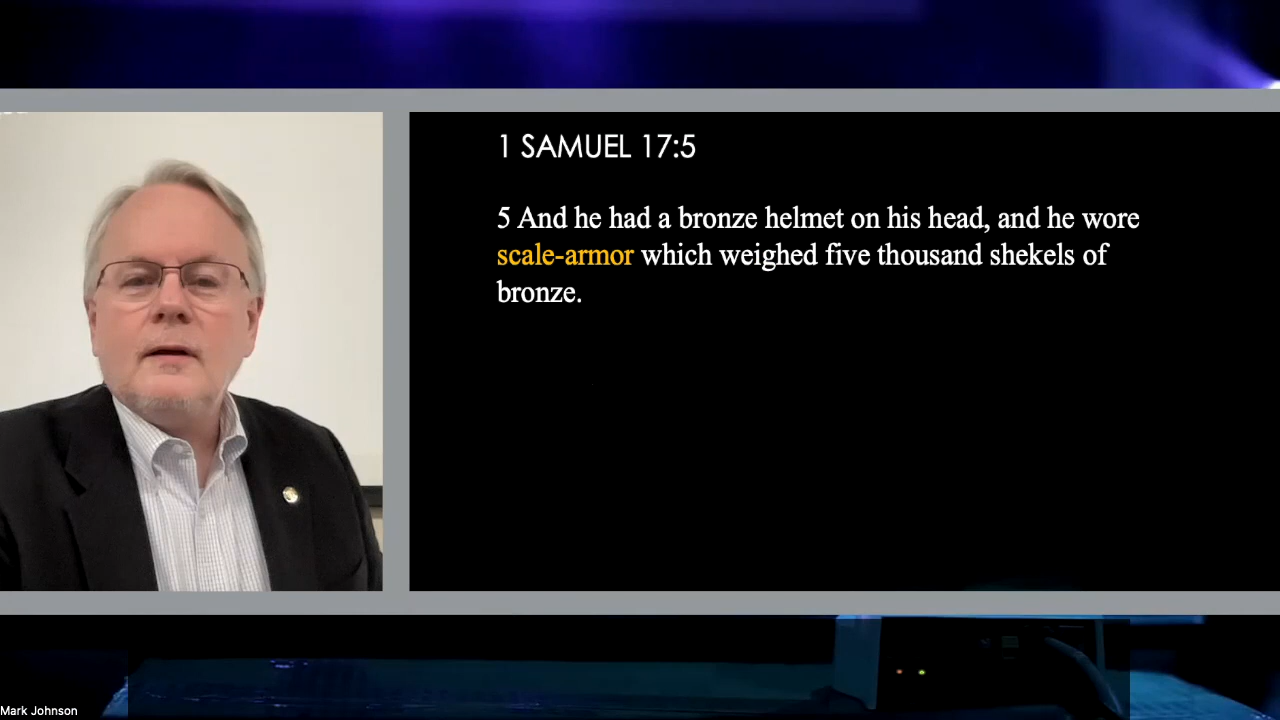 1 SAMUEL 17:5
5 And he had a bronze helmet on his head, and he wore
scale-armor which weighed five thousand shekels of
bronze.
Mark Johnson